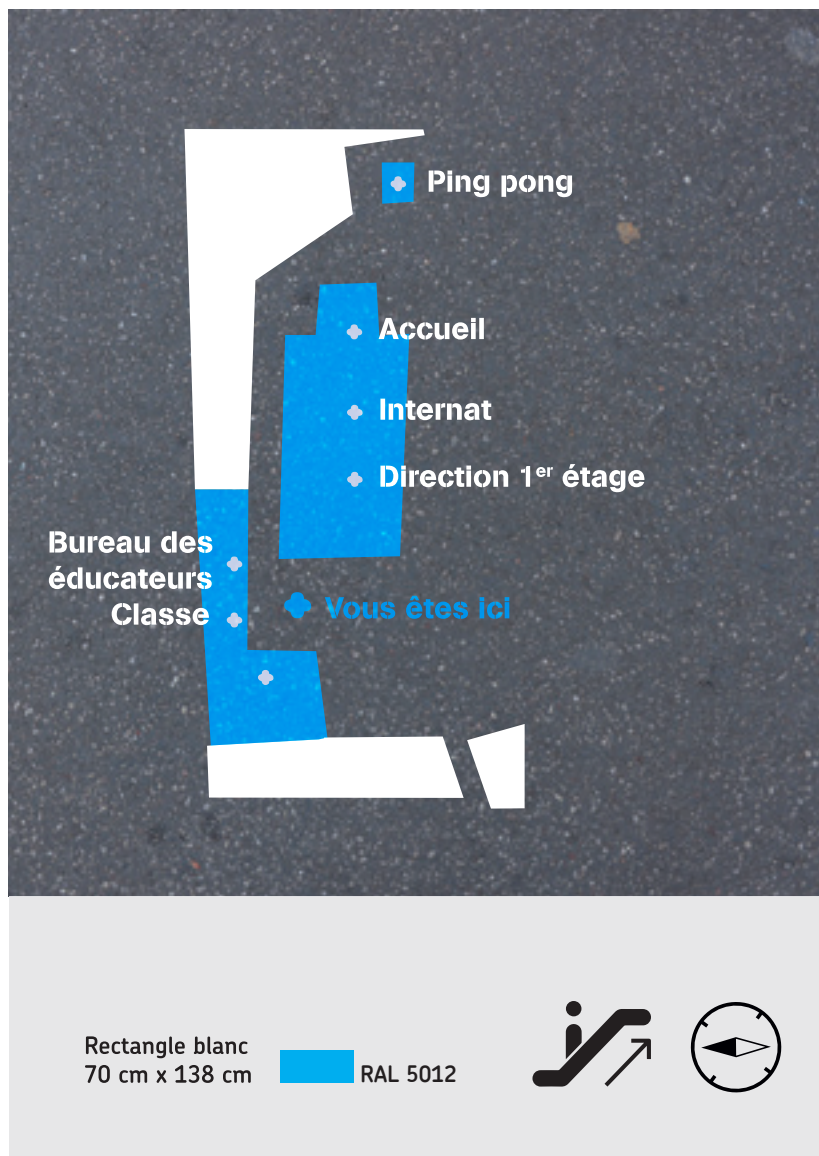 Ping pong
Accueil
Internat
Direction 1er étage
Bureau des
éducateurs
Classe
Vous êtes ici
Rectangle blanc
70 cm x 138 cm
RAL 5012